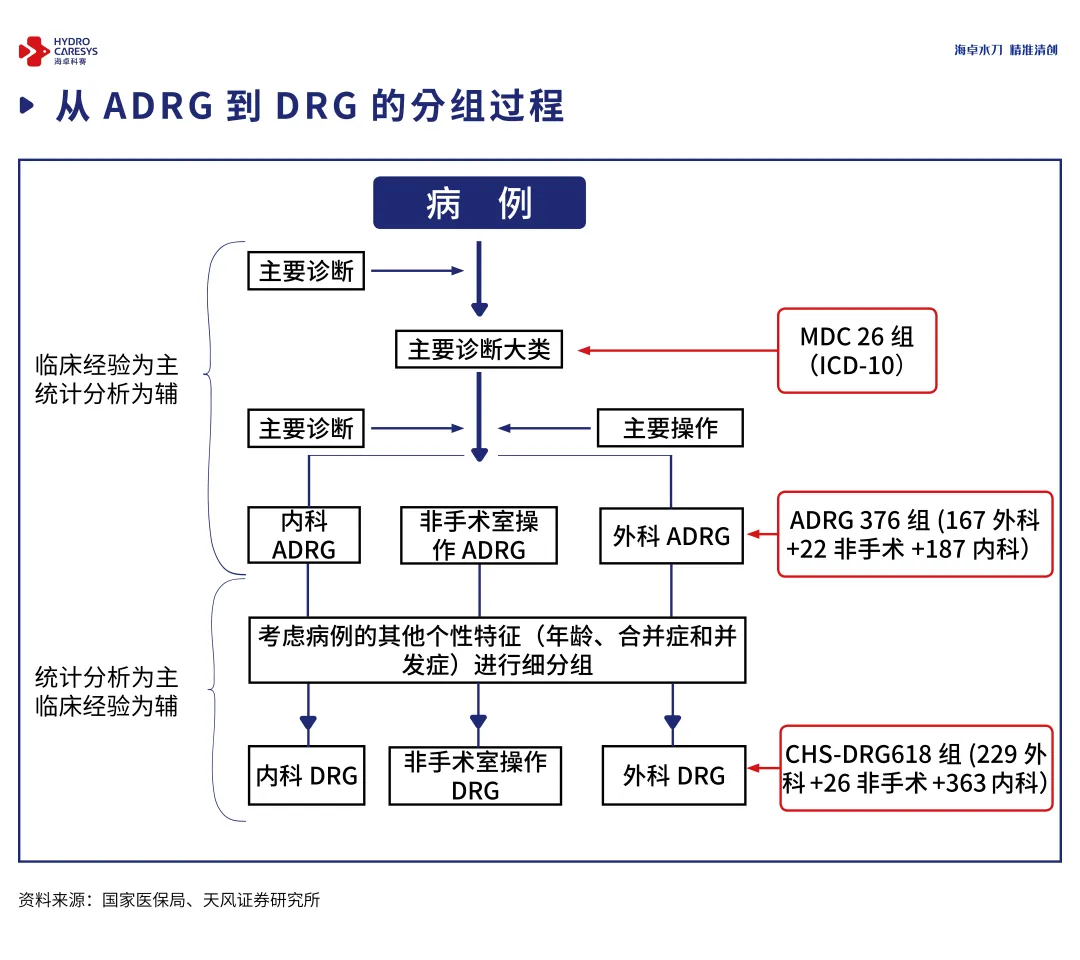 HYDRO
CARESYS
海卓科赛
海卓水刀 精准清创
从 ADRG 到 DRG 的分组过程
病 例
主要诊断
主要诊断大类
MDC 26 组
（ICD-10）
临床经验为主
统计分析为辅
主要诊断
主要操作
内科
ADRG
非手术室操
作 ADRG
外科 ADRG
ADRG 376 组 (167 外科
+22 非手术 +187 内科）
考虑病例的其他个性特征（年龄、合并症和并
发症）进行细分组
统计分析为主
临床经验为辅
内科 DRG
非手术室操作
DRG
外科 DRG
CHS-DRG618 组 (229 外
科 +26 非手术 +363 内科）
资料来源：国家医保局、天风证券研究所